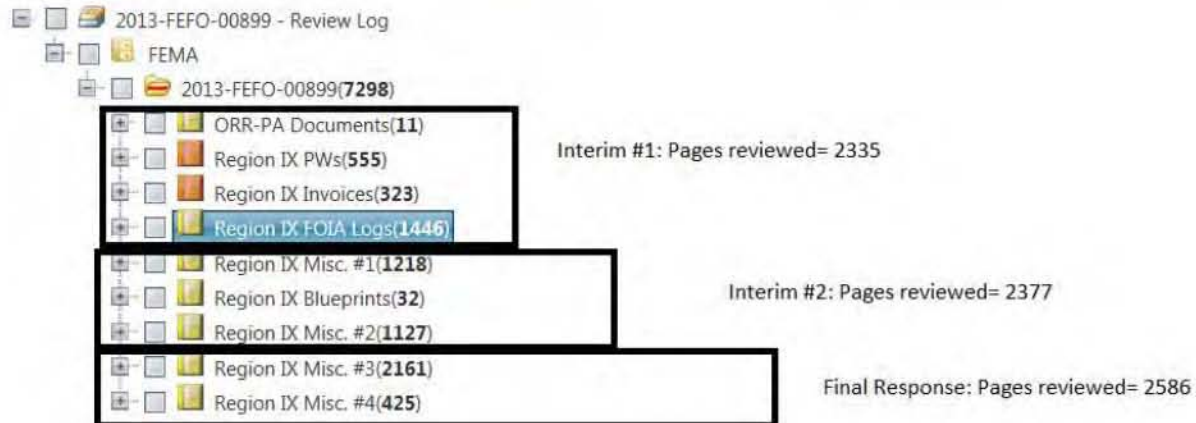 2013-FEFO-00899 - Review Log
FEMA
2013-FEFO-00899(7298)
ORR-PA Documents(11)
Region IX PWs(555)
Interim #1: Pages reviewed= 2335
Region IX Invoices(323)
Region IX FOIA Logs(1446)
Region IX Misc. #1(1218)
Region IX Blueprints(32)
Interim #2: Pages reviewed= 2377
Region IX Misc. #2(1127)
Region IX Misc. #3(2161)
Final Response: Pages reviewed= 2586
Region IX Misc. #4(425)